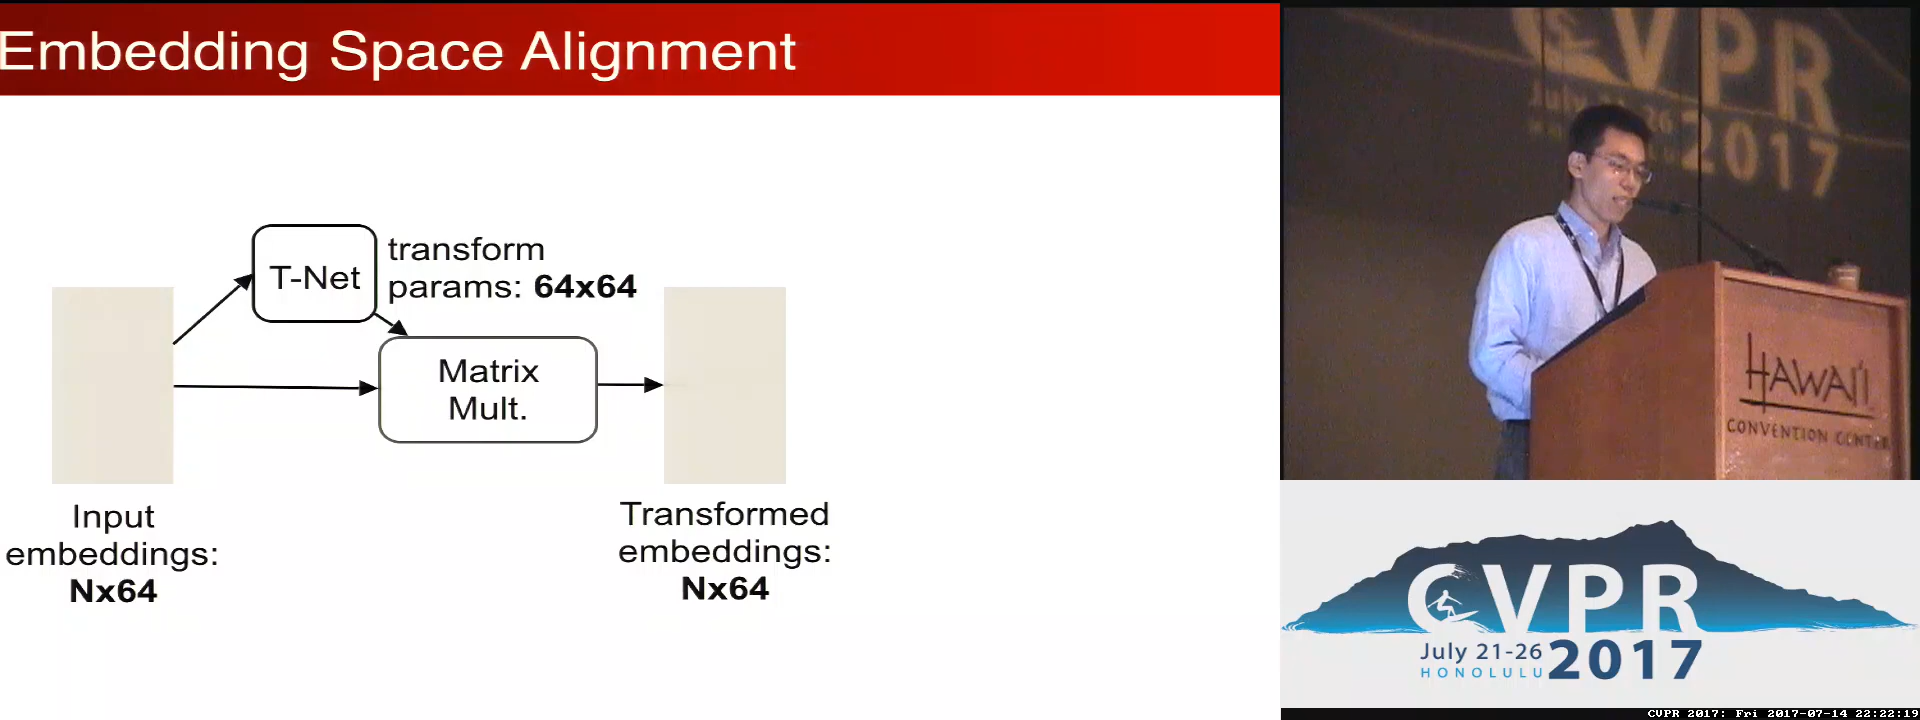 Embedding Space Alignment
T-Net
transform
params: 64x64
Matrix
Mult.
Input
embeddings:
Nx64
Transformed
embeddings:
Nx64
CVPR
2017
HAWAI'I
CONVENTION CENTER
CVPR
July 21-26
HONOLULU
2017
CVPR 2017: Fri 2017-07-14 22:22:19